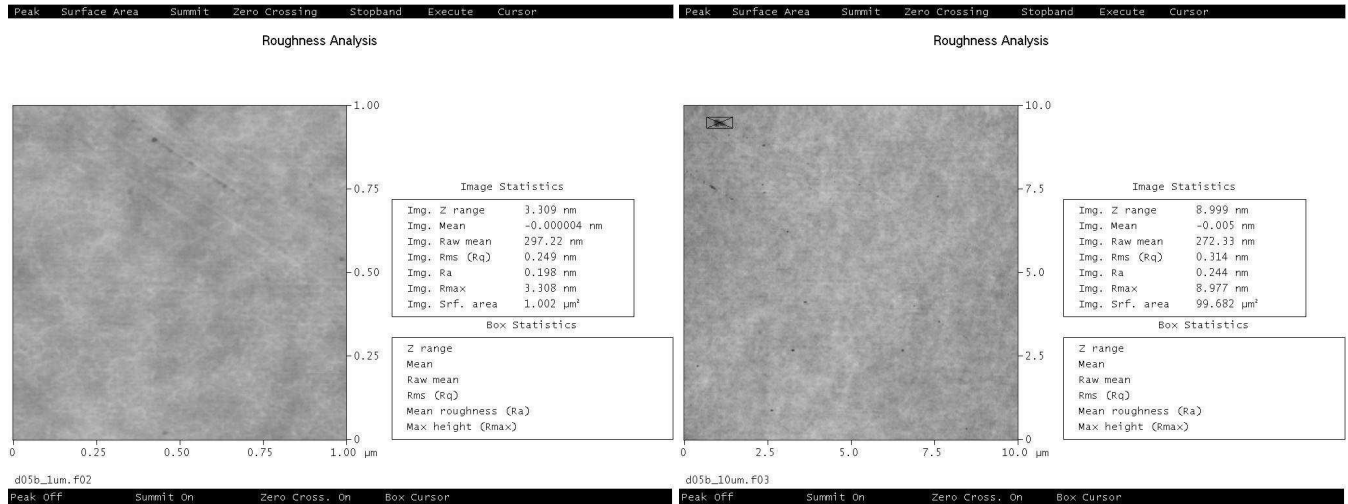 Peak Surface Area Summit Zero Crossing Stopband Execute Cursor
Roughness Analysis
1.00
0.75
0.50
0.25
0
0 0.25 0.50 0.75 1.00 µm
Image Statistics
Img. Z range 3.309 nm
Img. Mean -0.000004 nm
Img. Raw mean 297.22 nm
Img. Rms (Rq) 0.249 nm
Img. Ra 0.198 nm
Img. Rmax 3.308 nm
Img. Srf. area 1.002 µm²
Box Statistics
Z range
Mean
Raw mean
Rms (Rq)
Mean roughness (Ra)
Max height (Rmax)
d05b_1um.f02
Peak Off Summit On Zero Cross. On Box Cursor
Peak Surface Area Summit Zero Crossing Stopband Execute Cursor
Roughness Analysis
10.0
7.5
5.0
2.5
0
0 2.5 5.0 7.5 10.0 µm
Image Statistics
Img. Z range 8.999 nm
Img. Mean -0.005 nm
Img. Raw mean 272.33 nm
Img. Rms (Rq) 0.314 nm
Img. Ra 0.244 nm
Img. Rmax 8.977 nm
Img. Srf. area 99.682 µm²
Box Statistics
Z range
Mean
Raw mean
Rms (Rq)
Mean roughness (Ra)
Max height (Rmax)
d05b_10um.f03
Peak Off Summit On Zero Cross. On Box Cursor